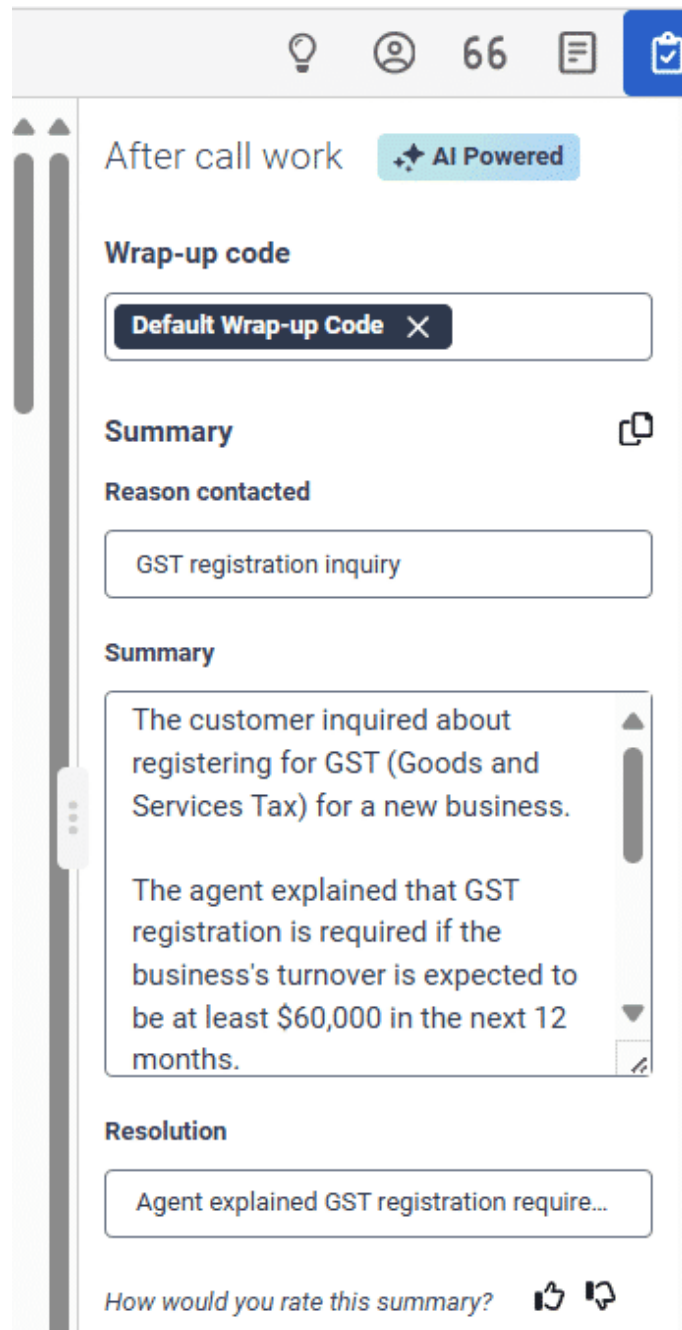 66
After call work
AI Powered
Wrap-up code
Default Wrap-up Code
Summary
Reason contacted
GST registration inquiry
Summary
The customer inquired about
registering for GST (Goods and
Services Tax) for a new business.
The agent explained that GST
registration is required if the
business's turnover is expected to
be at least $60,000 in the next 12
months.
Resolution
Agent explained GST registration require...
How would you rate this summary?